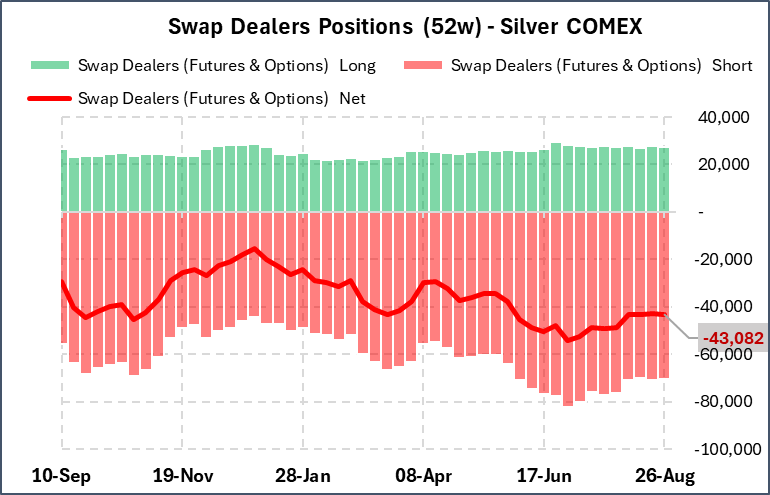 Swap Dealers Positions (52w) - Silver COMEX
Swap Dealers (Futures & Options) Long
Swap Dealers (Futures & Options) Short
Swap Dealers (Futures & Options) Net
40,000
20,000
-
-20,000
-40,000
-43,082
-60,000
-80,000
-100,000
10-Sep 19-Nov 28-Jan 08-Apr 17-Jun 26-Aug